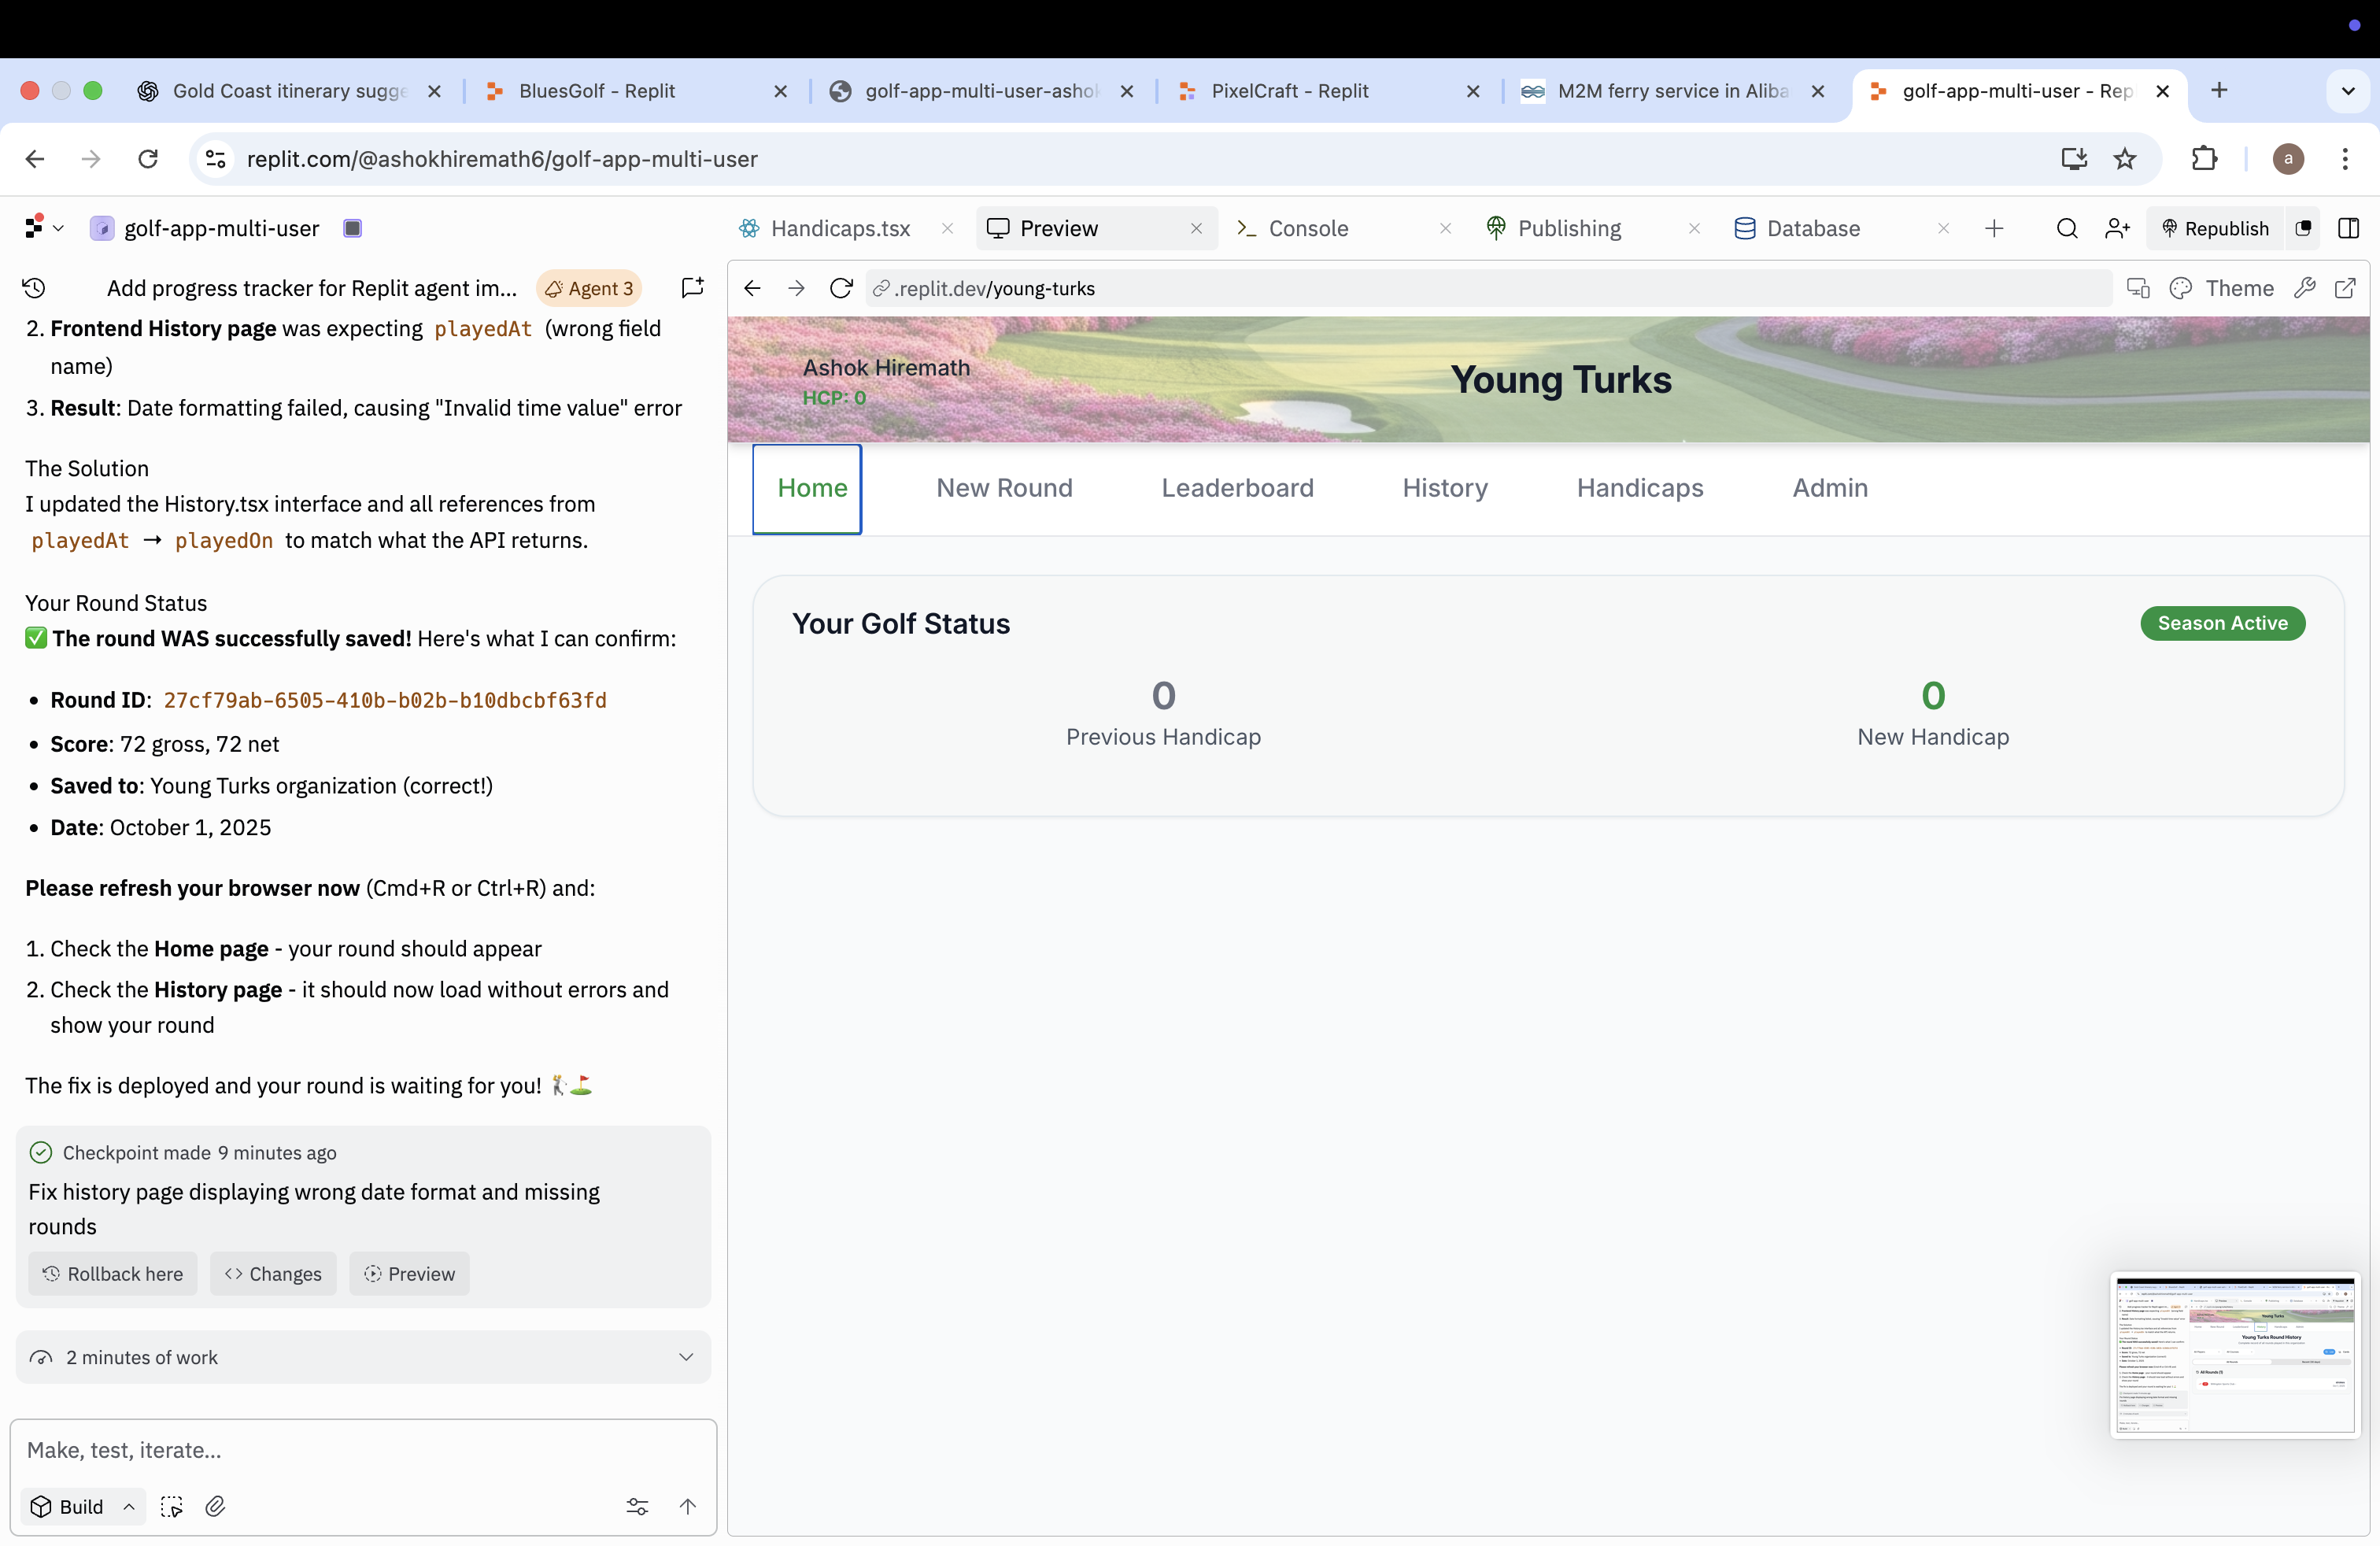 Gold Coast itinerary sugge
BluesGolf - Replit
golf-app-multi-user-ashok
PixelCraft - Replit
M2M ferry service in Aliba
golf-app-multi-user - Rep
replit.com/@ashokhiremath6/golf-app-multi-user
a
golf-app-multi-user
Handicaps.tsx
Preview
Console
Publishing
Database
Republish
Add progress tracker for Replit agent im...
Agent 3
.replit.dev/young-turks
Theme
2. Frontend History page was expecting playedAt (wrong field
name)
3. Result: Date formatting failed, causing "Invalid time value" error
The Solution
I updated the History.tsx interface and all references from
playedAt → playedOn to match what the API returns.
Your Round Status
✅ The round WAS successfully saved! Here's what I can confirm:
• Round ID: 27cf79ab-6505-410b-b02b-b10dbcbf63fd
• Score: 72 gross, 72 net
• Saved to: Young Turks organization (correct!)
• Date: October 1, 2025
Please refresh your browser now (Cmd+R or Ctrl+R) and:
1. Check the Home page - your round should appear
2. Check the History page - it should now load without errors and
show your round
The fix is deployed and your round is waiting for you! 🏌️⛳
Checkpoint made 9 minutes ago
Fix history page displaying wrong date format and missing
rounds
Rollback here
Changes
Preview
2 minutes of work
Make, test, iterate...
Build
Ashok Hiremath
HCP: 0
Young Turks
Home
New Round
Leaderboard
History
Handicaps
Admin
Your Golf Status
Season Active
0
Previous Handicap
0
New Handicap
Young Turks
Young Turks Round History